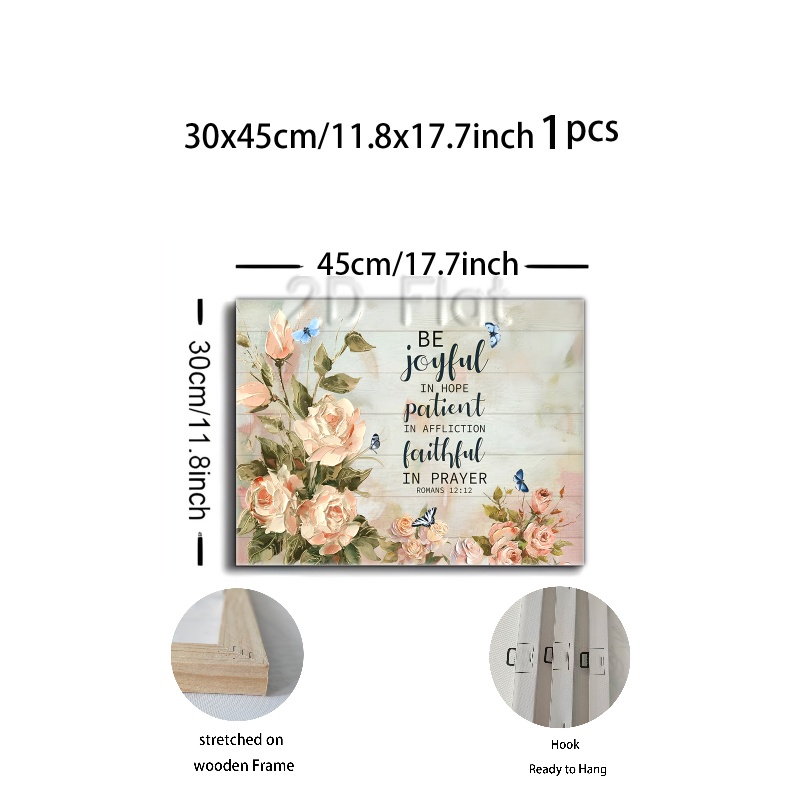 30x45cm/11.8x17.7inch 1pcs
45cm/17.7inch
2D Flat
30cm/11.8inch
BE
joyful
IN HOPE
patient
IN AFFLICTION
faithful
IN PRAYER
ROMANS 12:12
stretched on
wooden Frame
Hook
Ready to Hang